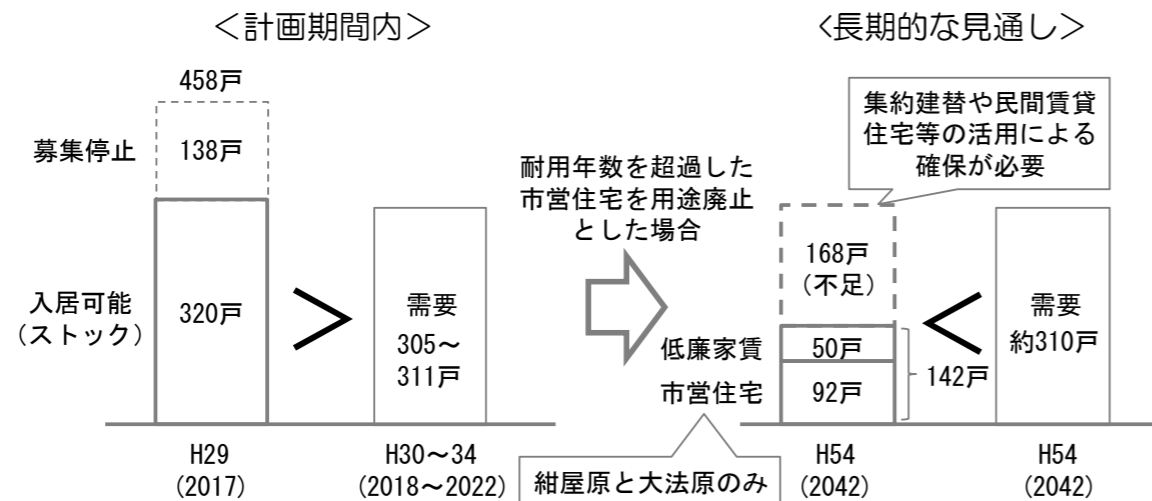 ＜計画期間内＞
458戸
募集停止
138戸
入居可能
（ストック）
320戸
＞
需要
305～
311戸
H29
(2017)
H30～34
(2018～2022)
耐用年数を超過した
市営住宅を用途廃止
とした場合
＜長期的な見通し＞
集約建替や民間賃貸
住宅等の活用による
確保が必要
168戸
（不足）
低廉家賃
50戸
市営住宅
92戸
142戸
＜
需要
約310戸
紺屋原と大法原のみ
H54
(2042)
H54
(2042)